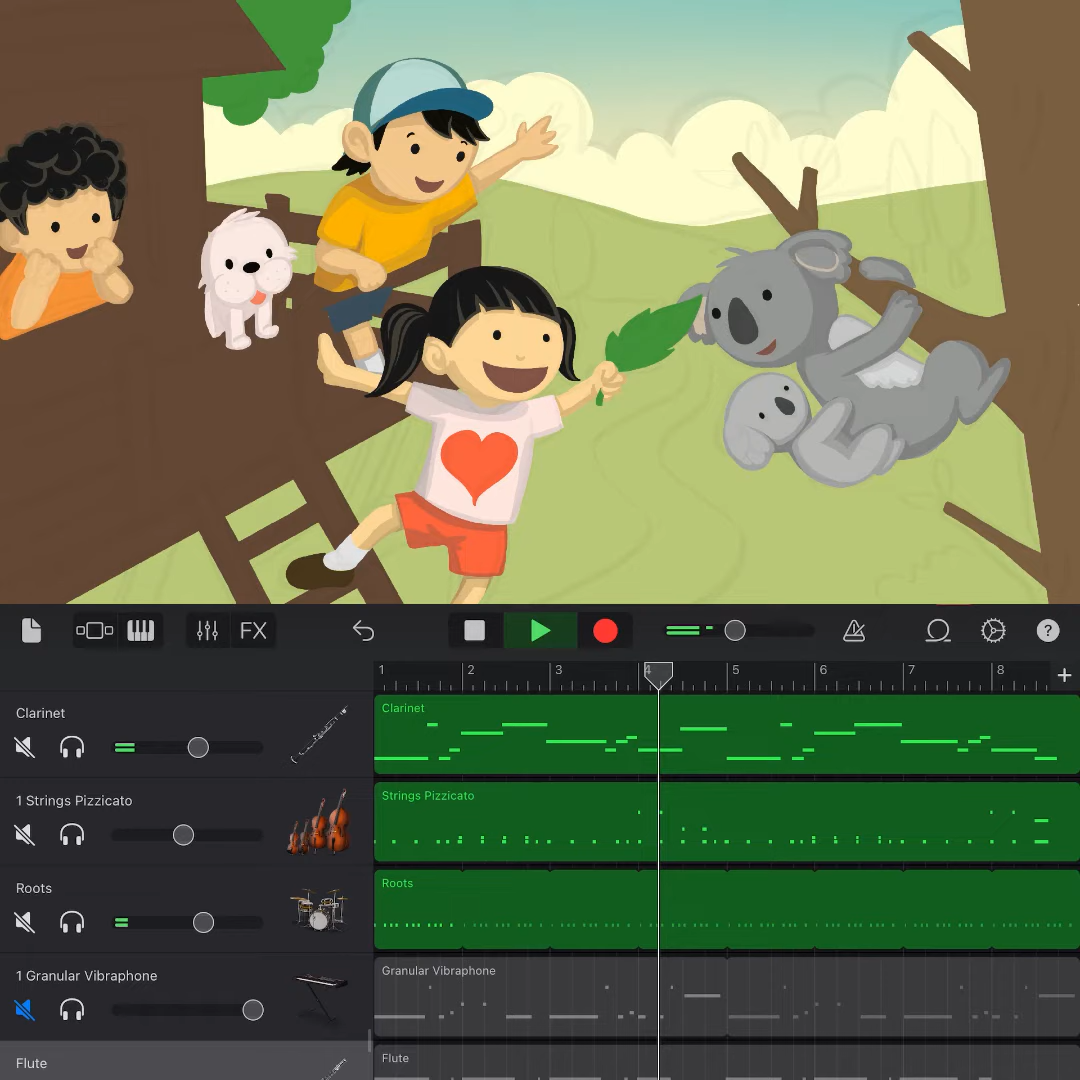 FX
?
1
2
3
4
5
6
7
8
+
Clarinet
Clarinet
1 Strings Pizzicato
Strings Pizzicato
Roots
Roots
1 Granular Vibraphone
Granular Vibraphone
Flute
Flute